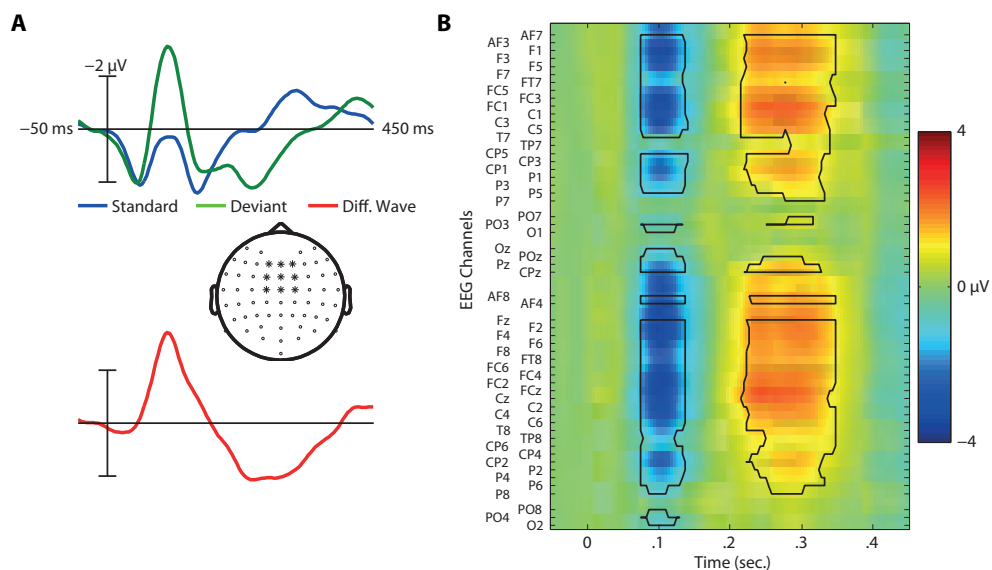 A
−2 µV
−50 ms
450 ms
Standard
Deviant
Diff. Wave
B
EEG Channels
AF7
AF3
F1
F3
F5
F7
FT7
FC5
FC3
FC1
C1
C3
C5
T7
TP7
CP5
CP3
CP1
P1
P3
P5
P7
PO7
PO3
O1
Oz
POz
Pz
CPz
AF8
AF4
Fz
F2
F4
F6
F8
FT8
FC6
FC4
FC2
FCz
Cz
C2
C4
C6
T8
TP8
CP6
CP4
CP2
P2
P4
P6
P8
PO8
PO4
O2
0 .1 .2 .3 .4
Time (sec.)
4
0 µV
−4